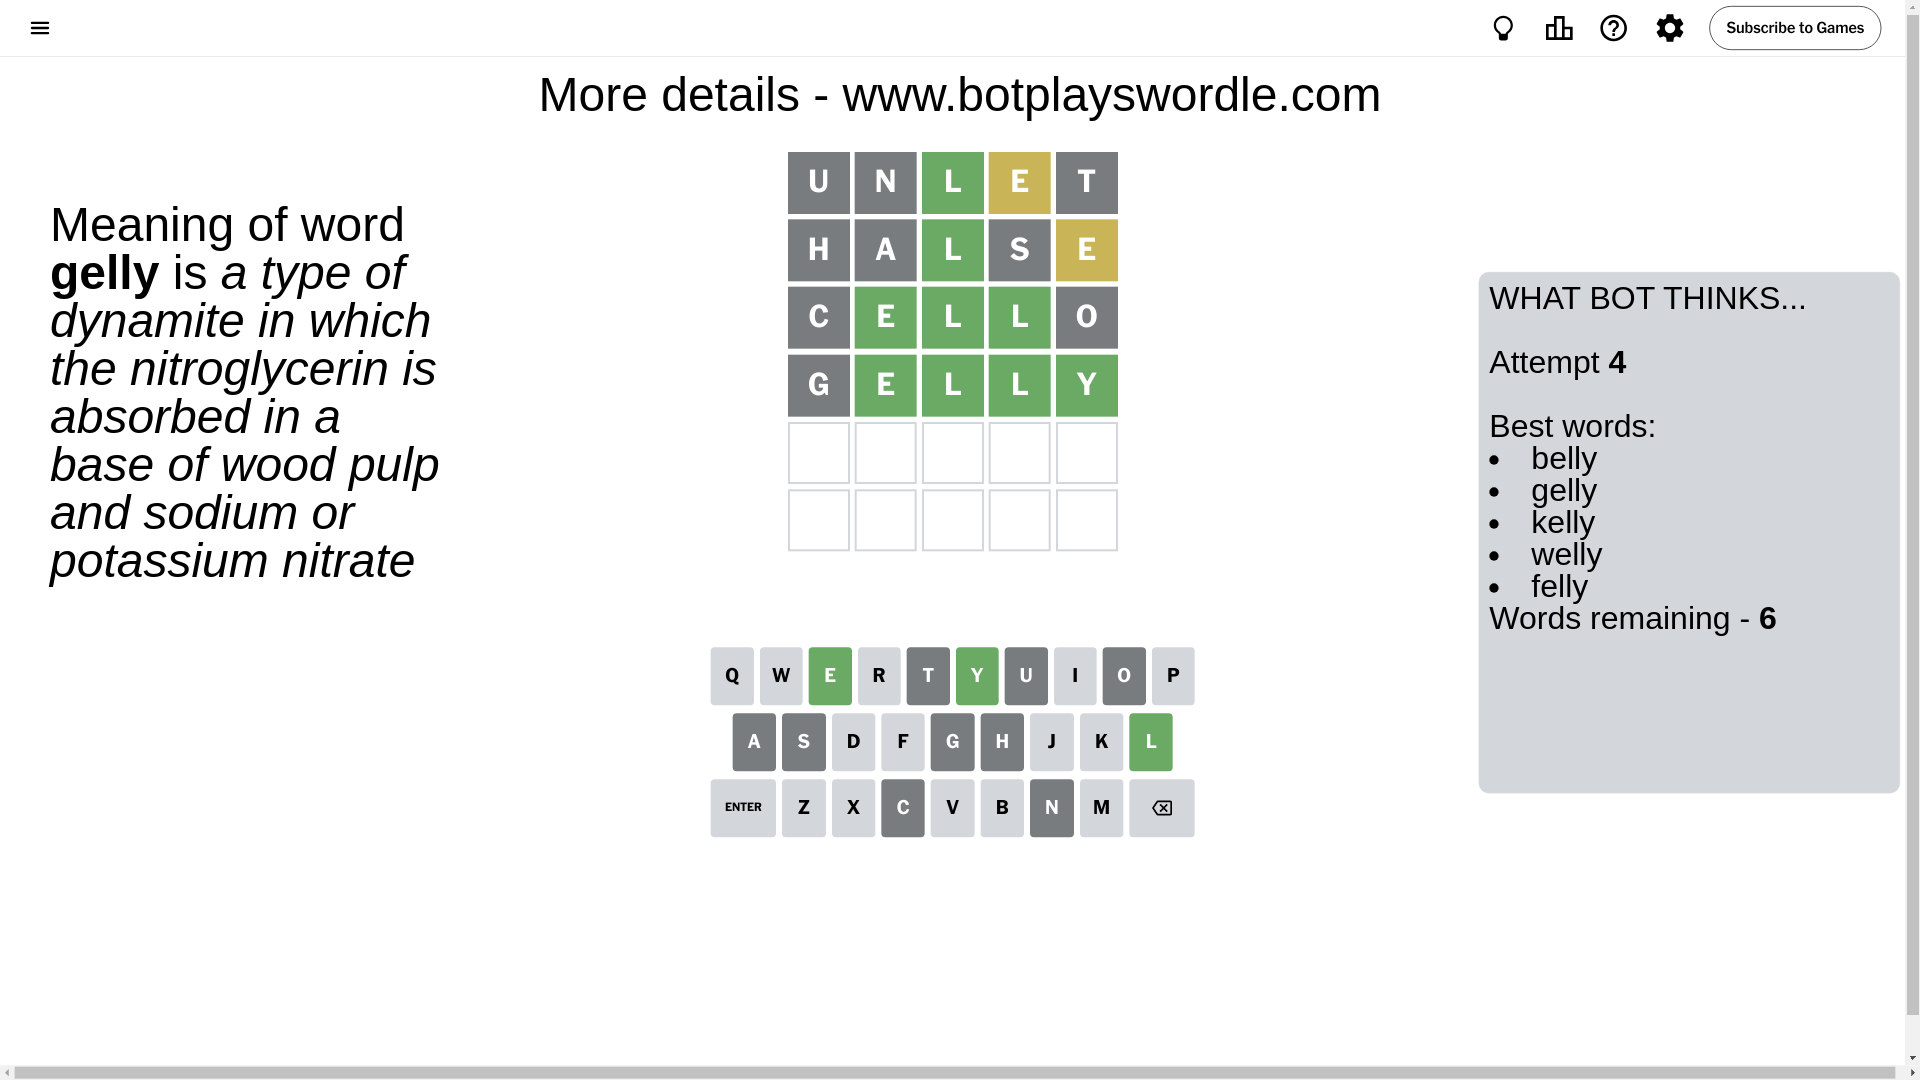 Subscribe to Games
More details - www.botplayswordle.com
Meaning of word
gelly is a type of
dynamite in which
the nitroglycerin is
absorbed in a
base of wood pulp
and sodium or
potassium nitrate
U N L E T
H A L S E
C E L L O
G E L L Y
WHAT BOT THINKS...
Attempt 4
Best words:
• belly
• gelly
• kelly
• welly
• felly
Words remaining - 6
Q W E R T Y U I O P
A S D F G H J K L
ENTER Z X C V B N M